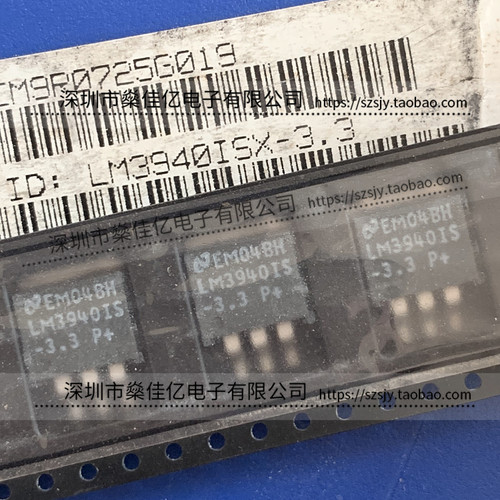 EM9R0725G019
深圳市燊佳亿电子有限公司 https://szsjy.taobao.com
ID: LM3940ISX-3.3
深圳市燊佳亿电子有限公司 https://szsjy.taobao.com
EM04BH
LM3940IS
-3.3 P+
EM04BH
LM3940IS
-3.3 P+
EM04BH
LM3940IS
-3.3 P+
深圳市燊佳亿电子有限公司 https://szsjy.taobao.com